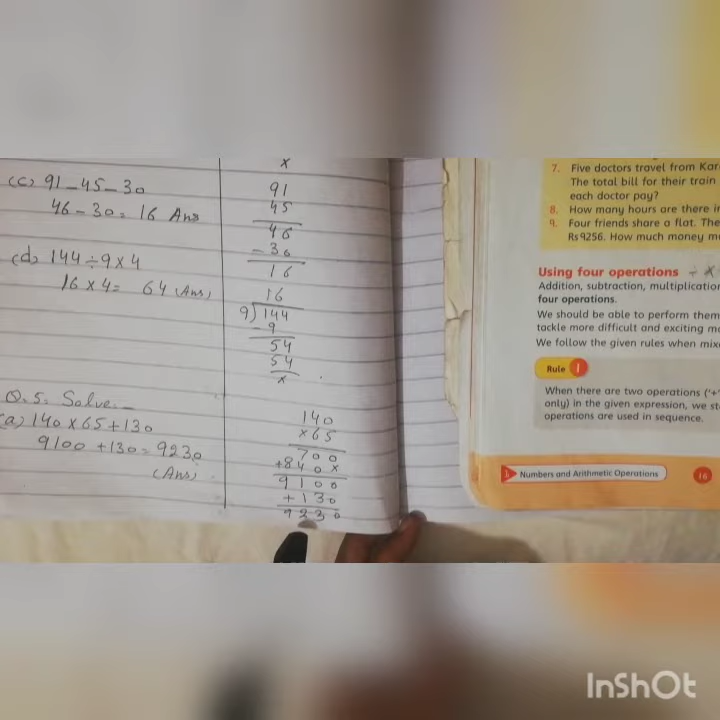 (c) 91-45-30
46-30=16 Ans
(d) 144÷9×4
16×4= 64 (Ans)
Q.5. Solve-
(a) 140×65+130
9100+130=9230
(Ans)
x
91
45
46
-30
16
16
9)144
-9
54
54
x
140
×65
700
+840x
9100
+130
9230
7. Five doctors travel from
The total bill for their train
each doctor pay?
8. How many hours are there
9. Four friends share a flat. The
Rs 9256. How much money
Using four operations ÷ ×
Addition, subtraction, multiplication
four operations.
We should be able to perform them
tackle more difficult and exciting
We follow the given rules when
Rule 1
When there are two operations ('+'
only) in the given expression, we
operations are used in sequence.
1 Numbers and Arithmetic Operations
16
InShOt